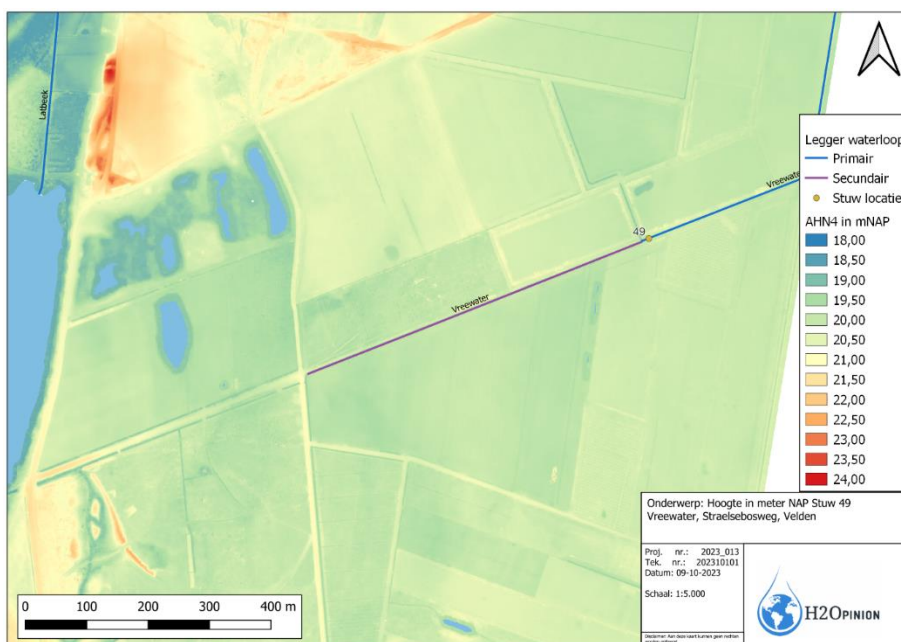 Latbeek
Legger waterloop
Primair
Secundair
Stuw locatie
AHN4 in mNAP
18,00
18,50
19,00
19,50
20,00
20,50
21,00
21,50
22,00
22,50
23,00
23,50
24,00
Vreewater
49
Vreewater
Onderwerp: Hoogte in meter NAP Stuw 49
Vreewater, Straelsebosweg, Velden
Proj. nr.: 2023_013
Tek. nr.: 202310101
Datum: 09-10-2023
Schaal: 1:5.000
H2OPINION
0 100 200 300 400 m